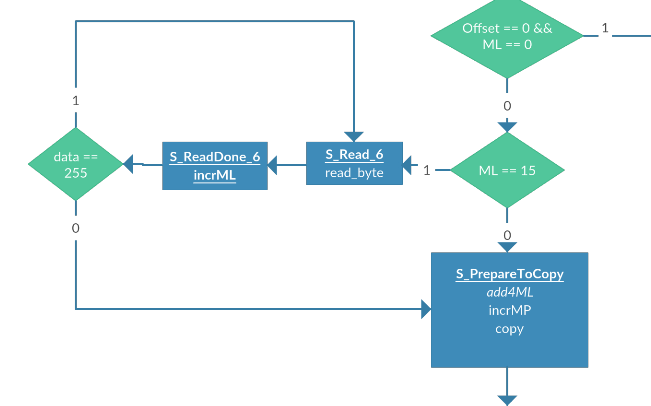 Offset == 0 &&
ML == 0
1
0
1
data ==
255
S_ReadDone_6
incrML
S_Read_6
read_byte
1
ML == 15
0
0
S_PrepareToCopy
add4ML
incrMP
copy